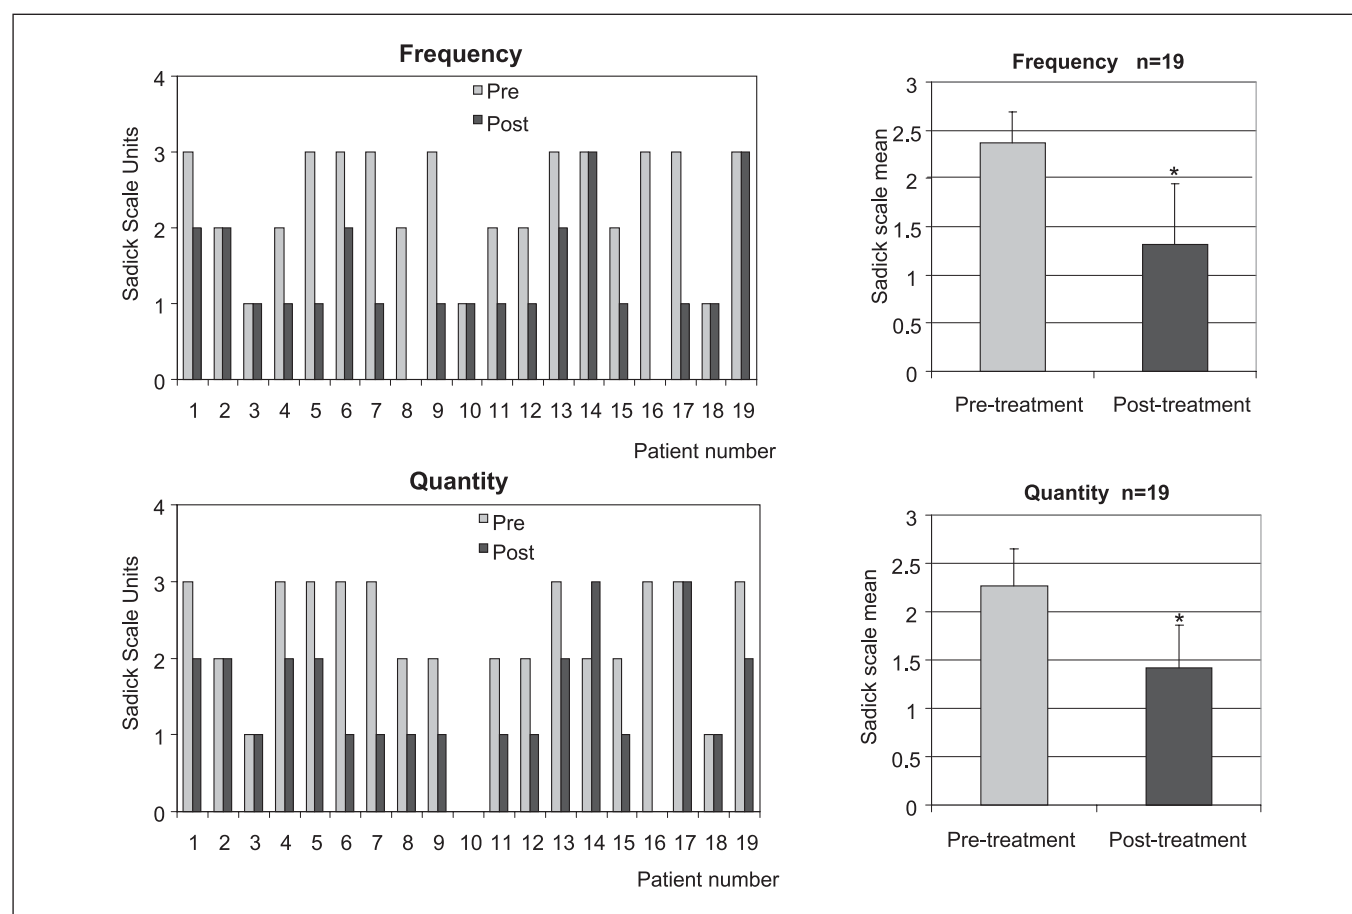 Frequency
4
3
2
1
0
Sadick Scale Units
Pre
Post
1 2 3 4 5 6 7 8 9 10 11 12 13 14 15 16 17 18 19
Patient number
Frequency n=19
3
2.5
2
1.5
1
0.5
0
Sadick scale mean
*
Pre-treatment Post-treatment
Quantity
4
3
2
1
0
Sadick Scale Units
Pre
Post
1 2 3 4 5 6 7 8 9 10 11 12 13 14 15 16 17 18 19
Patient number
Quantity n=19
3
2.5
2
1.5
1
0.5
0
Sadick scale mean
*
Pre-treatment Post-treatment